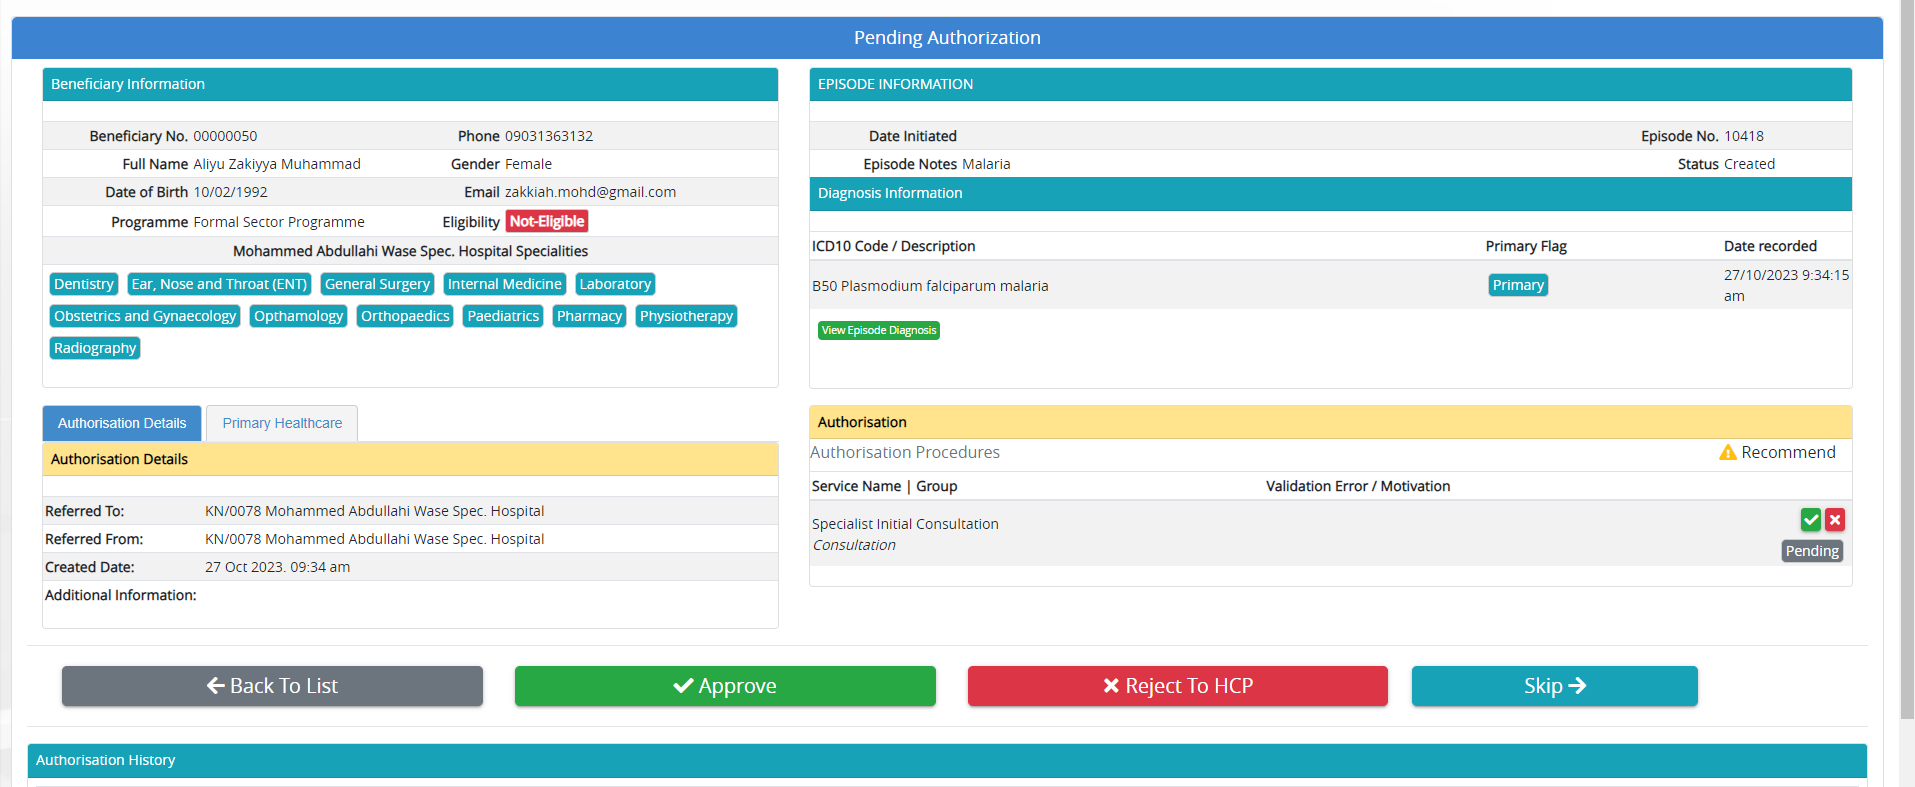 Pending Authorization
Beneficiary Information
Beneficiary No. 00000050 Phone 09031363132
Full Name Aliyu Zakiyya Muhammad Gender Female
Date of Birth 10/02/1992 Email zakkiah.mohd@gmail.com
Programme Formal Sector Programme Eligibility Not-Eligible
Mohammed Abdullahi Wase Spec. Hospital Specialities
Dentistry Ear, Nose and Throat (ENT) General Surgery Internal Medicine Laboratory
Obstetrics and Gynaecology Opthamology Orthopaedics Paediatrics Pharmacy Physiotherapy
Radiography
EPISODE INFORMATION
Date Initiated Episode No. 10418
Episode Notes Malaria Status Created
Diagnosis Information
ICD10 Code / Description Primary Flag Date recorded
B50 Plasmodium falciparum malaria Primary 27/10/2023 9:34:15
am
View Episode Diagnosis
Authorisation Details Primary Healthcare
Authorisation Details
Referred To: KN/0078 Mohammed Abdullahi Wase Spec. Hospital
Referred From: KN/0078 Mohammed Abdullahi Wase Spec. Hospital
Created Date: 27 Oct 2023. 09:34 am
Additional Information:
Authorisation
Authorisation Procedures Recommend
Service Name | Group Validation Error / Motivation
Specialist Initial Consultation
Consultation
Pending
Back To List Approve Reject To HCP Skip
Authorisation History